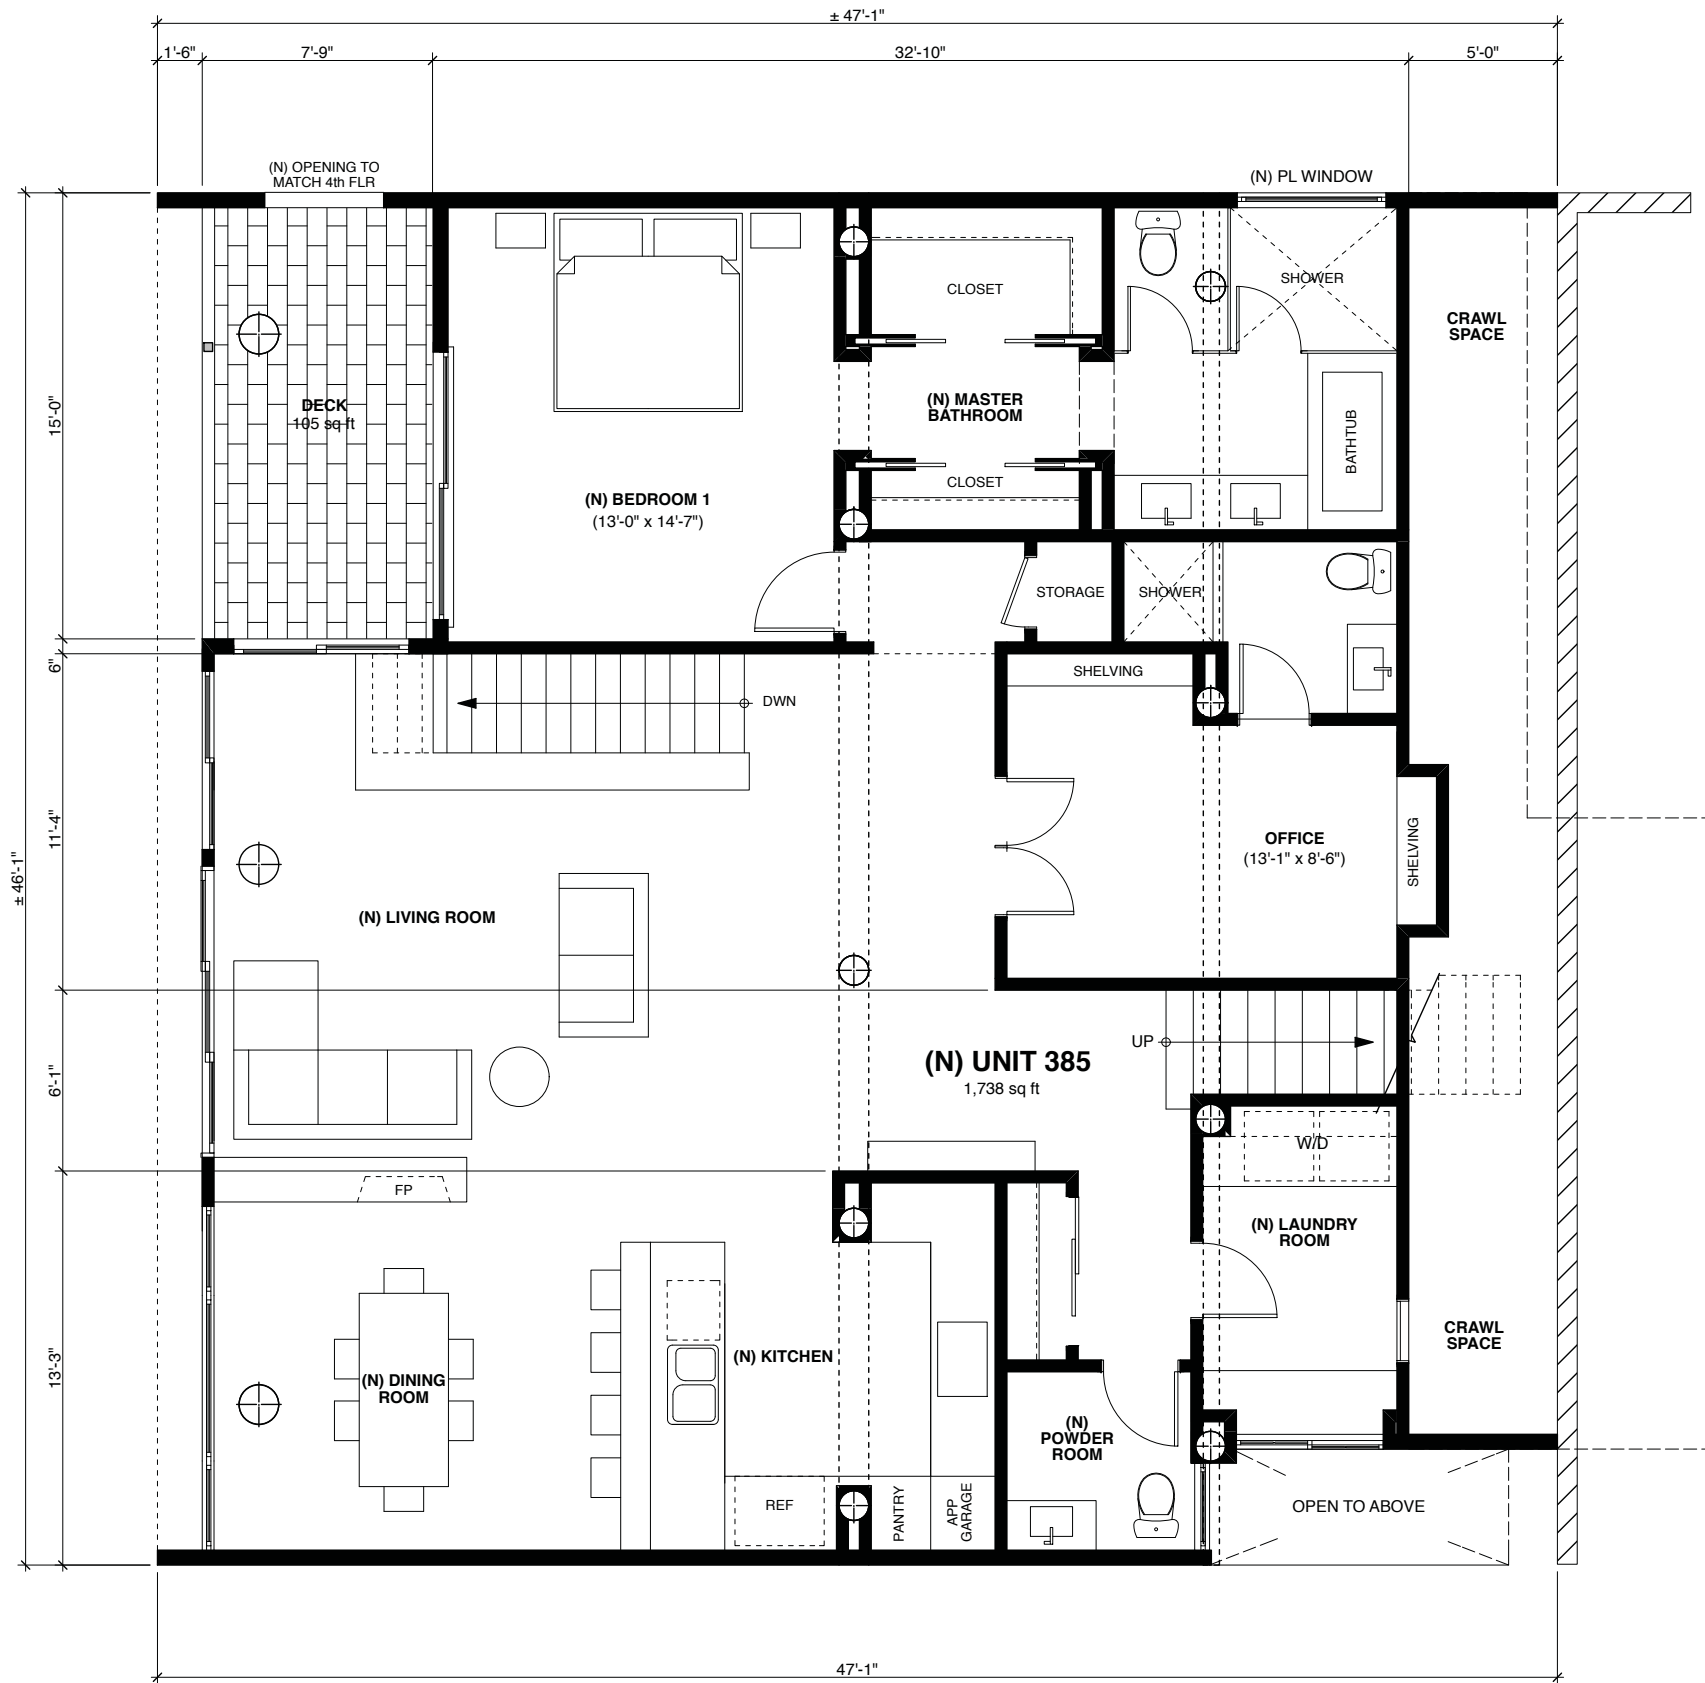 ± 47'-1"
1'-6"
7'-9"
32'-10"
5'-0"
(N) OPENING TO
MATCH 4th FLR
(N) PL WINDOW
SHOWER
CLOSET
CRAWL
SPACE
15'-0"
DECK
105 sq ft
(N) MASTER
BATHROOM
BATHTUB
CLOSET
(N) BEDROOM 1
(13'-0" x 14'-7")
STORAGE
SHOWER
6"
SHELVING
DWN
11'-4"
± 46'-1"
OFFICE
(13'-1" x 8'-6")
SHELVING
(N) LIVING ROOM
UP
(N) UNIT 385
1,738 sq ft
6'-1"
W/D
FP
(N) LAUNDRY
ROOM
CRAWL
SPACE
(N) KITCHEN
13'-3"
(N) DINING
ROOM
(N)
POWDER
ROOM
REF
PANTRY
APP
GARAGE
OPEN TO ABOVE
47'-1"